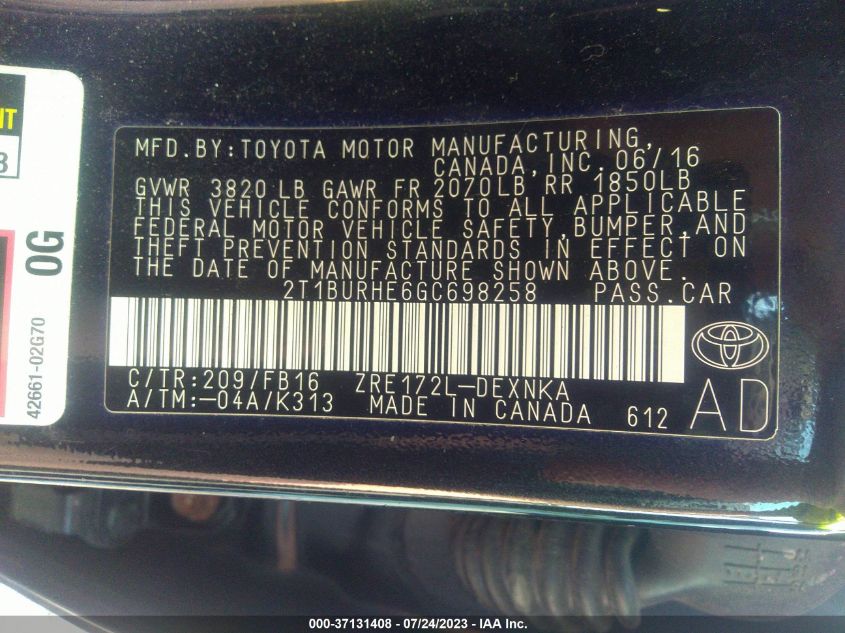 MFD.BY:TOYOTA MOTOR MANUFACTURING,
CANADA,INC. 06/16
GVWR 3820 LB GAWR FR 2070LB RR 1850LB
THIS VEHICLE CONFORMS TO ALL APPLICABLE
FEDERAL MOTOR VEHICLE SAFETY,BUMPER,AND
THEFT PREVENTION STANDARDS IN EFFECT ON
THE DATE OF MANUFACTURE SHOWN ABOVE.
2T1BURHE6GC698258 PASS.CAR
C/TR:209/FB16 ZRE172L-DEXNKA
A/TM:-04A/K313 MADE IN CANADA 612
AD
0G
42661-02G70
000-37131408 - 07/24/2023 - IAA Inc.